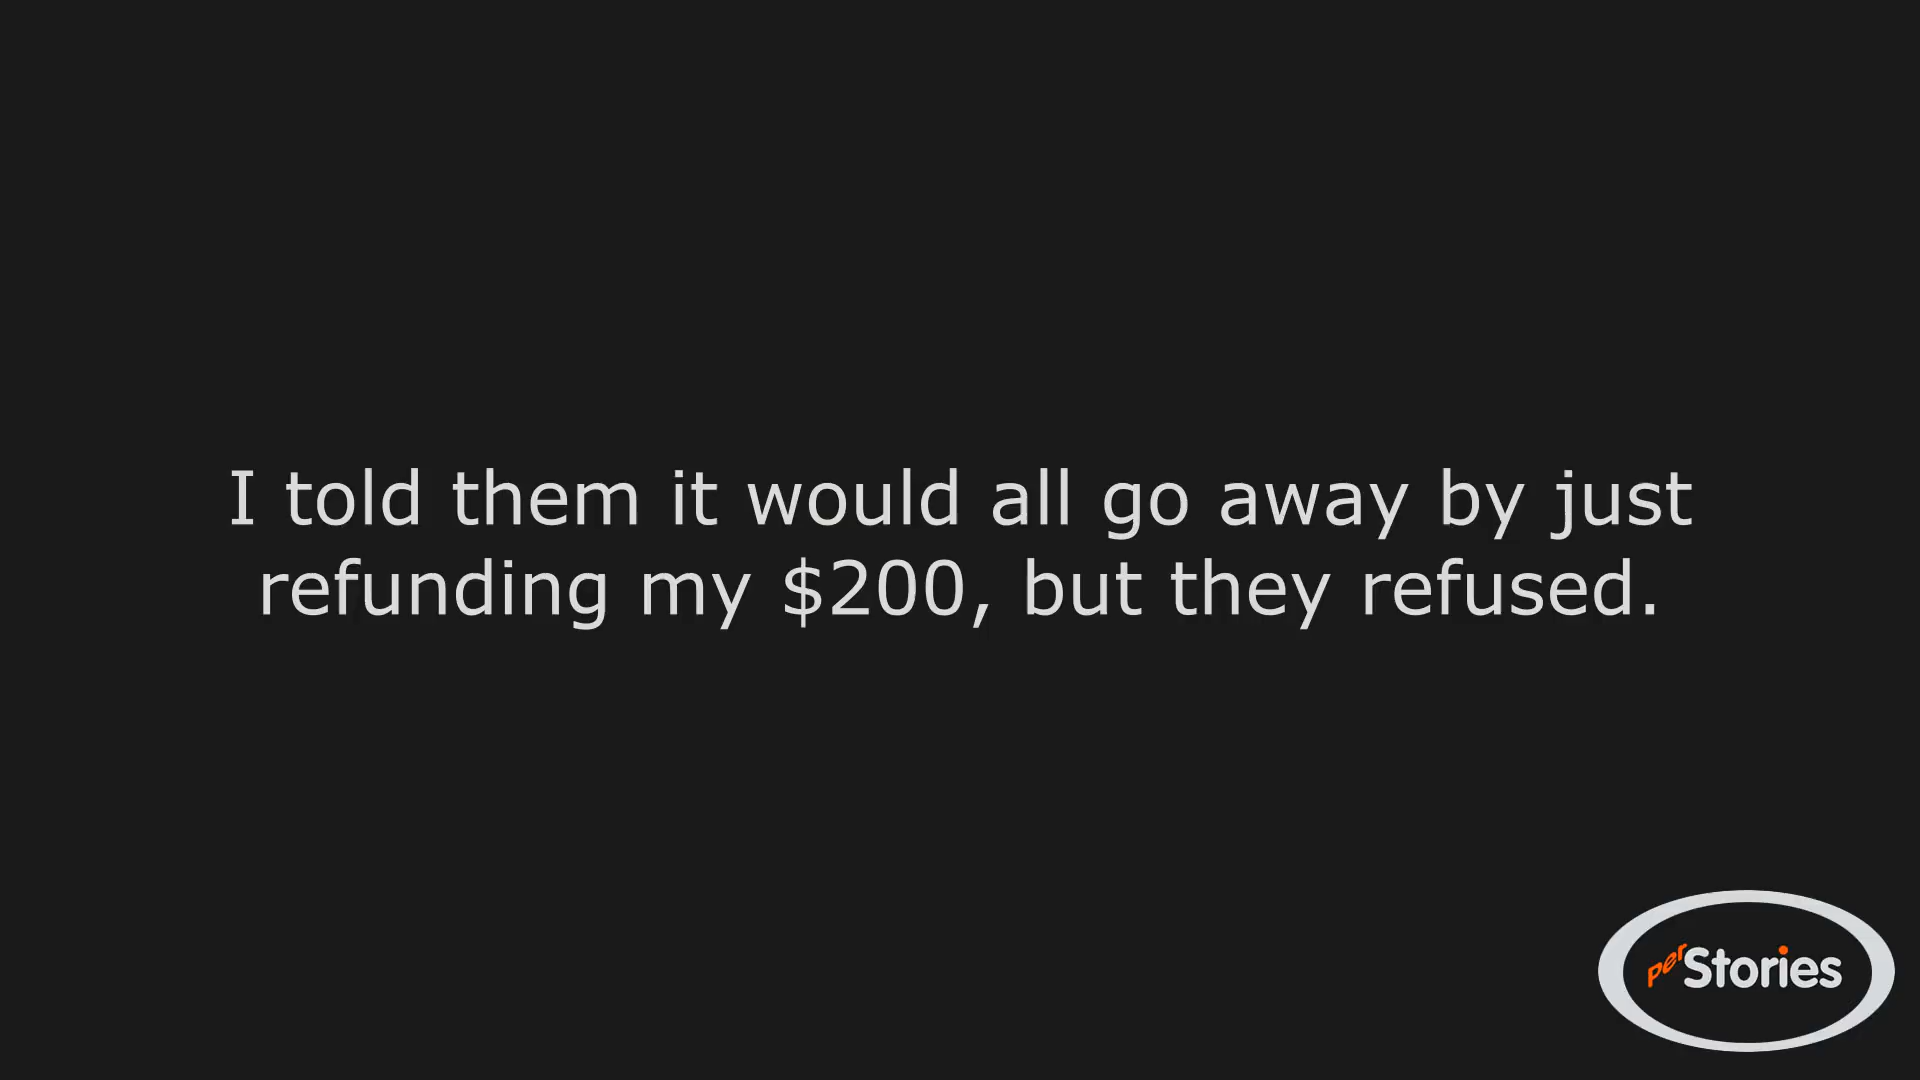 I told them it would all go away by just
refunding my $200, but they refused.
perStories